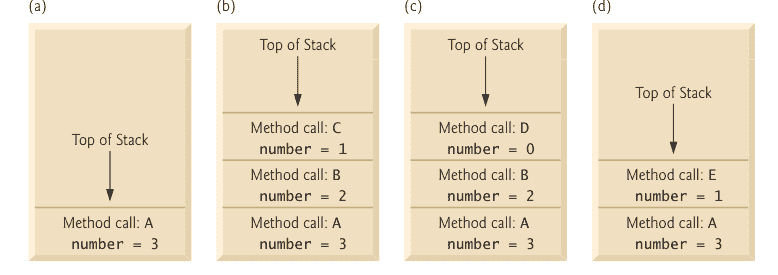 (a)
Top of Stack
Method call: A
number = 3
(b)
Top of Stack
Method call: C
number = 1
Method call: B
number = 2
Method call: A
number = 3
(c)
Top of Stack
Method call: D
number = 0
Method call: B
number = 2
Method call: A
number = 3
(d)
Top of Stack
Method call: E
number = 1
Method call: A
number = 3